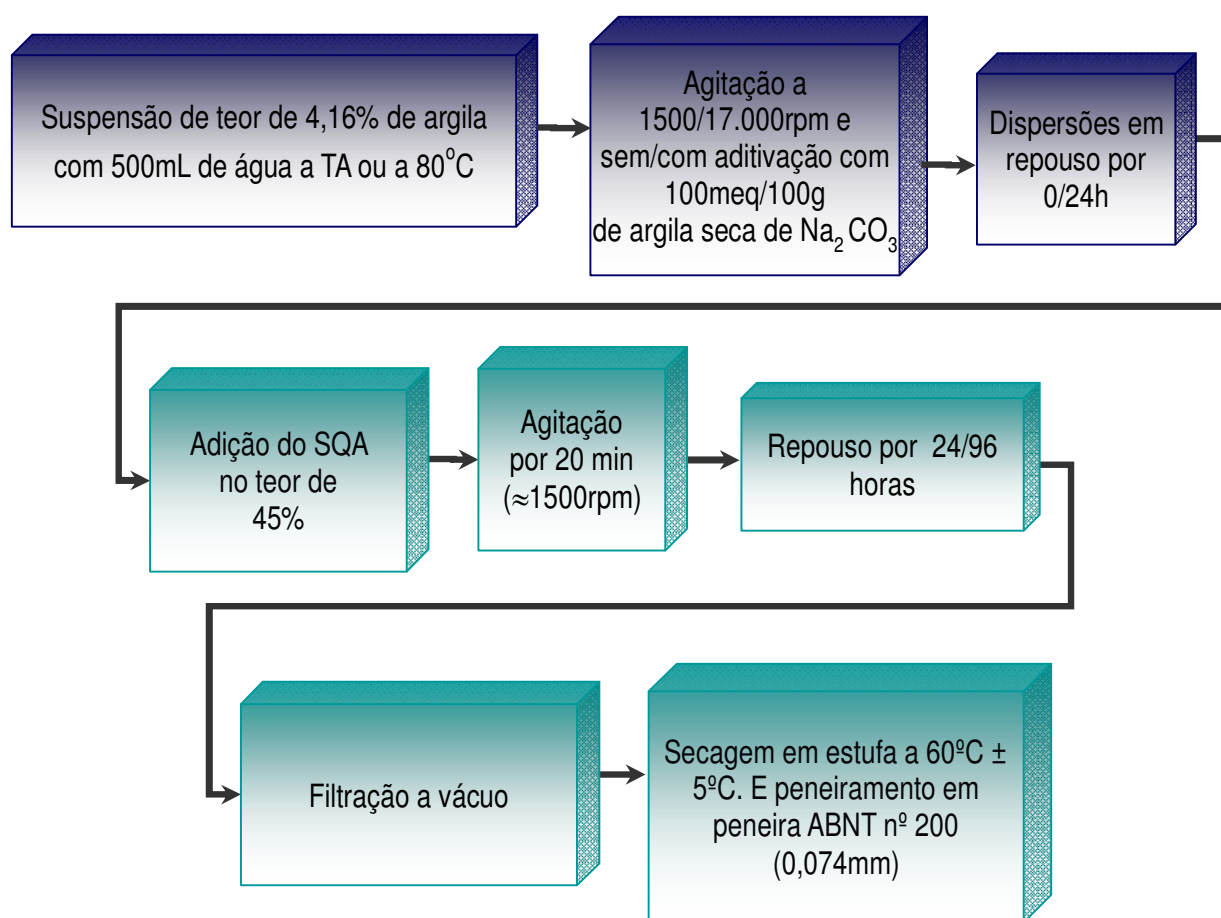 Suspensão de teor de 4,16% de argila
com 500mL de água a TA ou a 80°C
Agitação a
1500/17.000rpm e
sem/com aditivação com
100meq/100g
de argila seca de Na₂CO₃
Dispersões em
repouso por
0/24h
Adição do SQA
no teor de
45%
Agitação
por 20 min
(≈1500rpm)
Repouso por 24/96
horas
Filtração a vácuo
Secagem em estufa a 60ºC ±
5ºC. E peneiramento em
peneira ABNT nº 200
(0,074mm)